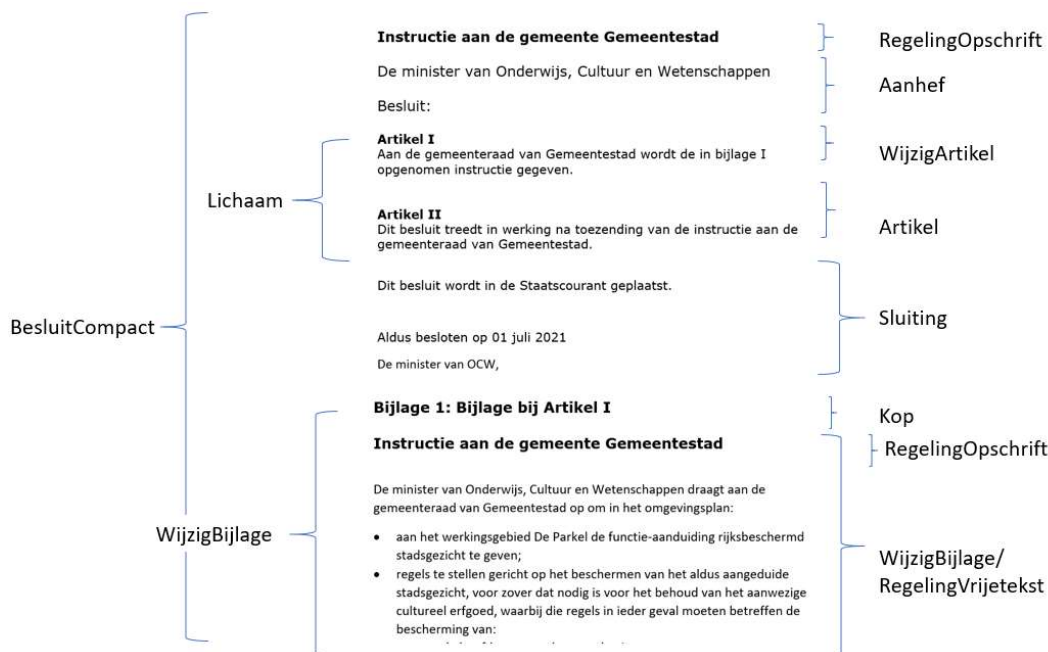 Instructie aan de gemeente Gemeentestad
RegelingOpschrift
De minister van Onderwijs, Cultuur en Wetenschappen
Aanhef
Besluit:
Artikel I
Aan de gemeenteraad van Gemeentestad wordt de in bijlage I
opgenomen instructie gegeven.
WijzigArtikel
Lichaam
Artikel II
Dit besluit treedt in werking na toezending van de instructie aan de
gemeenteraad van Gemeentestad.
Artikel
Dit besluit wordt in de Staatscourant geplaatst.
Sluiting
BesluitCompact
Aldus besloten op 01 juli 2021
De minister van OCW,
Bijlage 1: Bijlage bij Artikel I
Kop
Instructie aan de gemeente Gemeentestad
RegelingOpschrift
De minister van Onderwijs, Cultuur en Wetenschappen draagt aan de
gemeenteraad van Gemeentestad op om in het omgevingsplan:
WijzigBijlage
• aan het werkingsgebied De Parkel de functie-aanduiding rijksbeschermd
stadsgezicht te geven;
• regels te stellen gericht op het beschermen van het aldus aangeduide
stadsgezicht, voor zover dat nodig is voor het behoud van het aanwezige
cultureel erfgoed, waarbij die regels in ieder geval moeten betreffen de
bescherming van:
WijzigBijlage/
RegelingVrijetekst